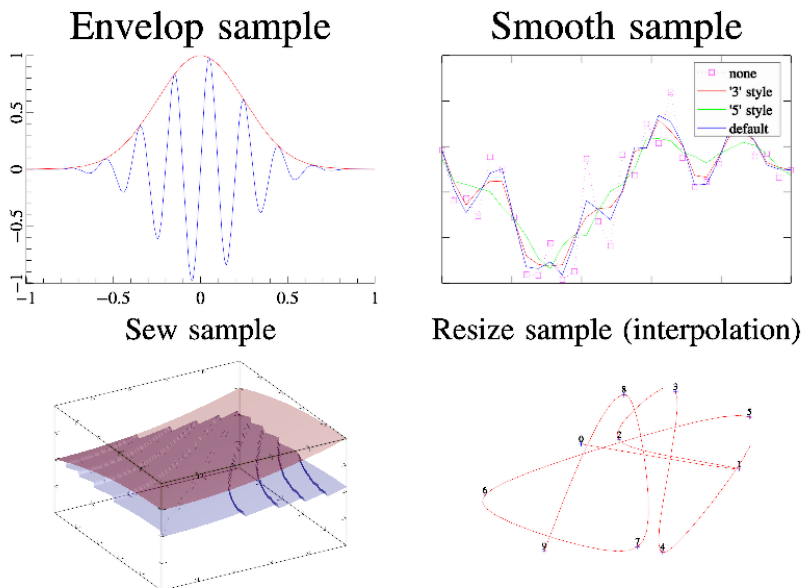 Envelop sample
1
0.5
0
−0.5
−1
−1
−0.5
0
0.5
1
Smooth sample
none
'3' style
'5' style
default
Sew sample
Resize sample (interpolation)
8
3
5
0
2
1
6
9
7
4